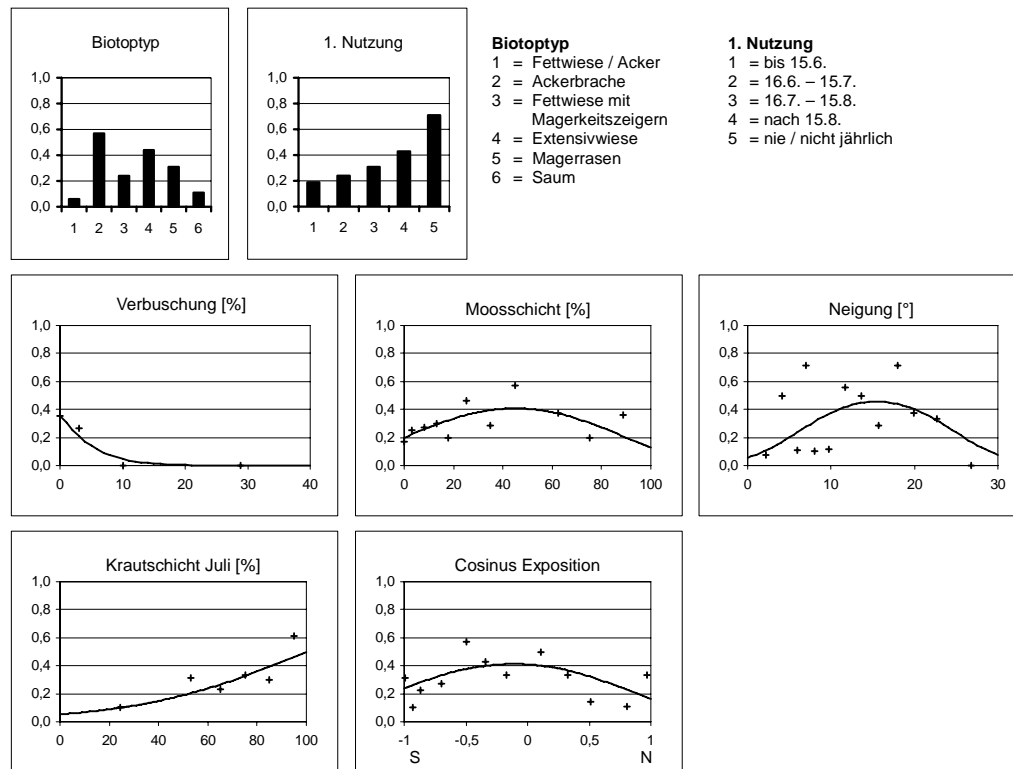 Biotoptyp
1,0
0,8
0,6
0,4
0,2
0,0
1 2 3 4 5 6
1. Nutzung
1,0
0,8
0,6
0,4
0,2
0,0
1 2 3 4 5
Biotoptyp
1 = Fettwiese / Acker
2 = Ackerbrache
3 = Fettwiese mit
Magerkeitszeigern
4 = Extensivwiese
5 = Magerrasen
6 = Saum
1. Nutzung
1 = bis 15.6.
2 = 16.6. – 15.7.
3 = 16.7. – 15.8.
4 = nach 15.8.
5 = nie / nicht jährlich
Verbuschung [%]
1,0
0,8
0,6
0,4
0,2
0,0
0 10 20 30 40
Moosschicht [%]
1,0
0,8
0,6
0,4
0,2
0,0
0 20 40 60 80 100
Neigung [°]
1,0
0,8
0,6
0,4
0,2
0,0
0 10 20 30
Krautschicht Juli [%]
1,0
0,8
0,6
0,4
0,2
0,0
0 20 40 60 80 100
Cosinus Exposition
1,0
0,8
0,6
0,4
0,2
0,0
-1 -0,5 0 0,5 1
S N